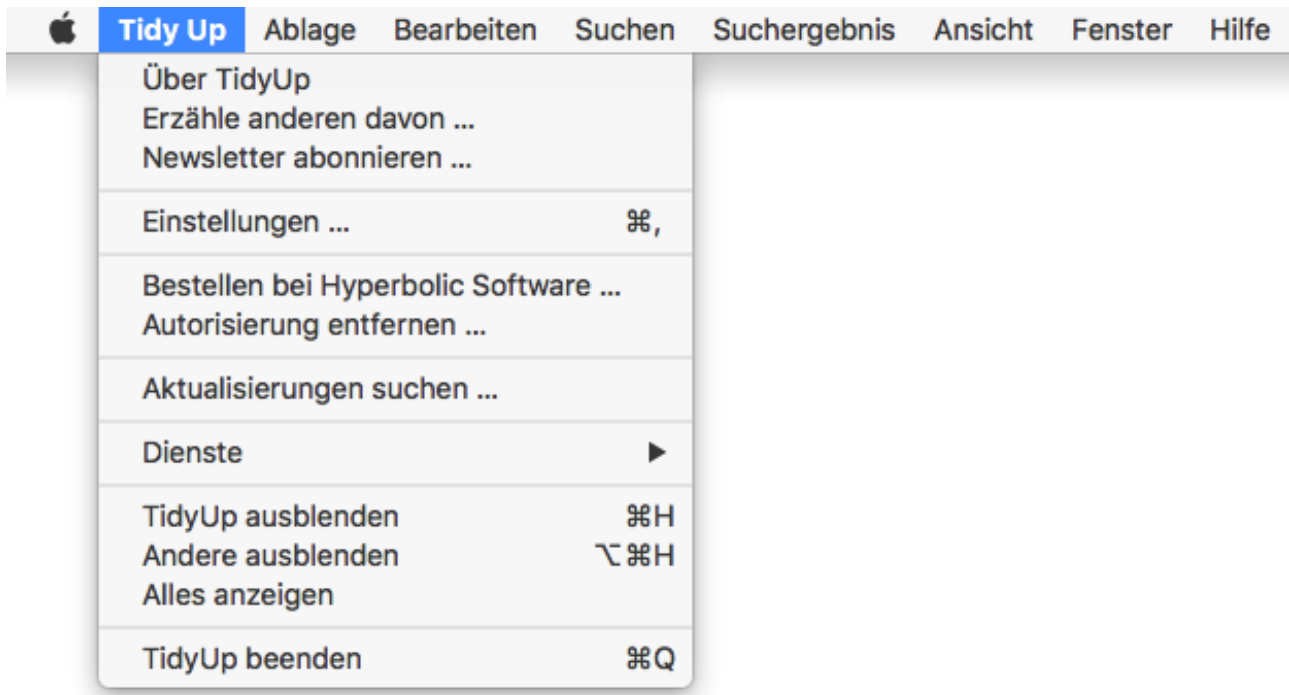 Tidy Up Ablage Bearbeiten Suchen Suchergebnis Ansicht Fenster Hilfe
Über TidyUp
Erzähle anderen davon ...
Newsletter abonnieren ...
Einstellungen ... ⌘,
Bestellen bei Hyperbolic Software ...
Autorisierung entfernen ...
Aktualisierungen suchen ...
Dienste ▶
TidyUp ausblenden ⌘H
Andere ausblenden ⌥⌘H
Alles anzeigen
TidyUp beenden ⌘Q